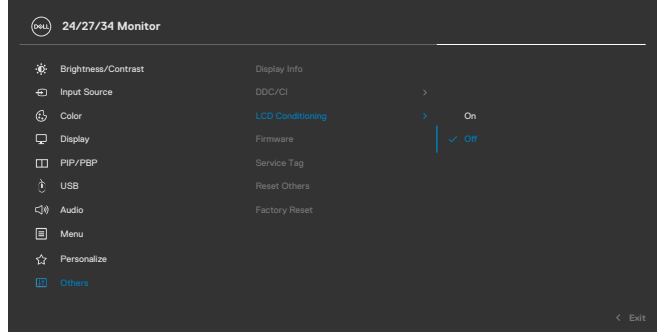 DELL 24/27/34 Monitor
Brightness/Contrast Display Info
Input Source DDC/CI >
Color LCD Conditioning > On
Display Firmware ✓ Off
PIP/PBP Service Tag
USB Reset Others
Audio Factory Reset
Menu
Personalize
Others
< Exit